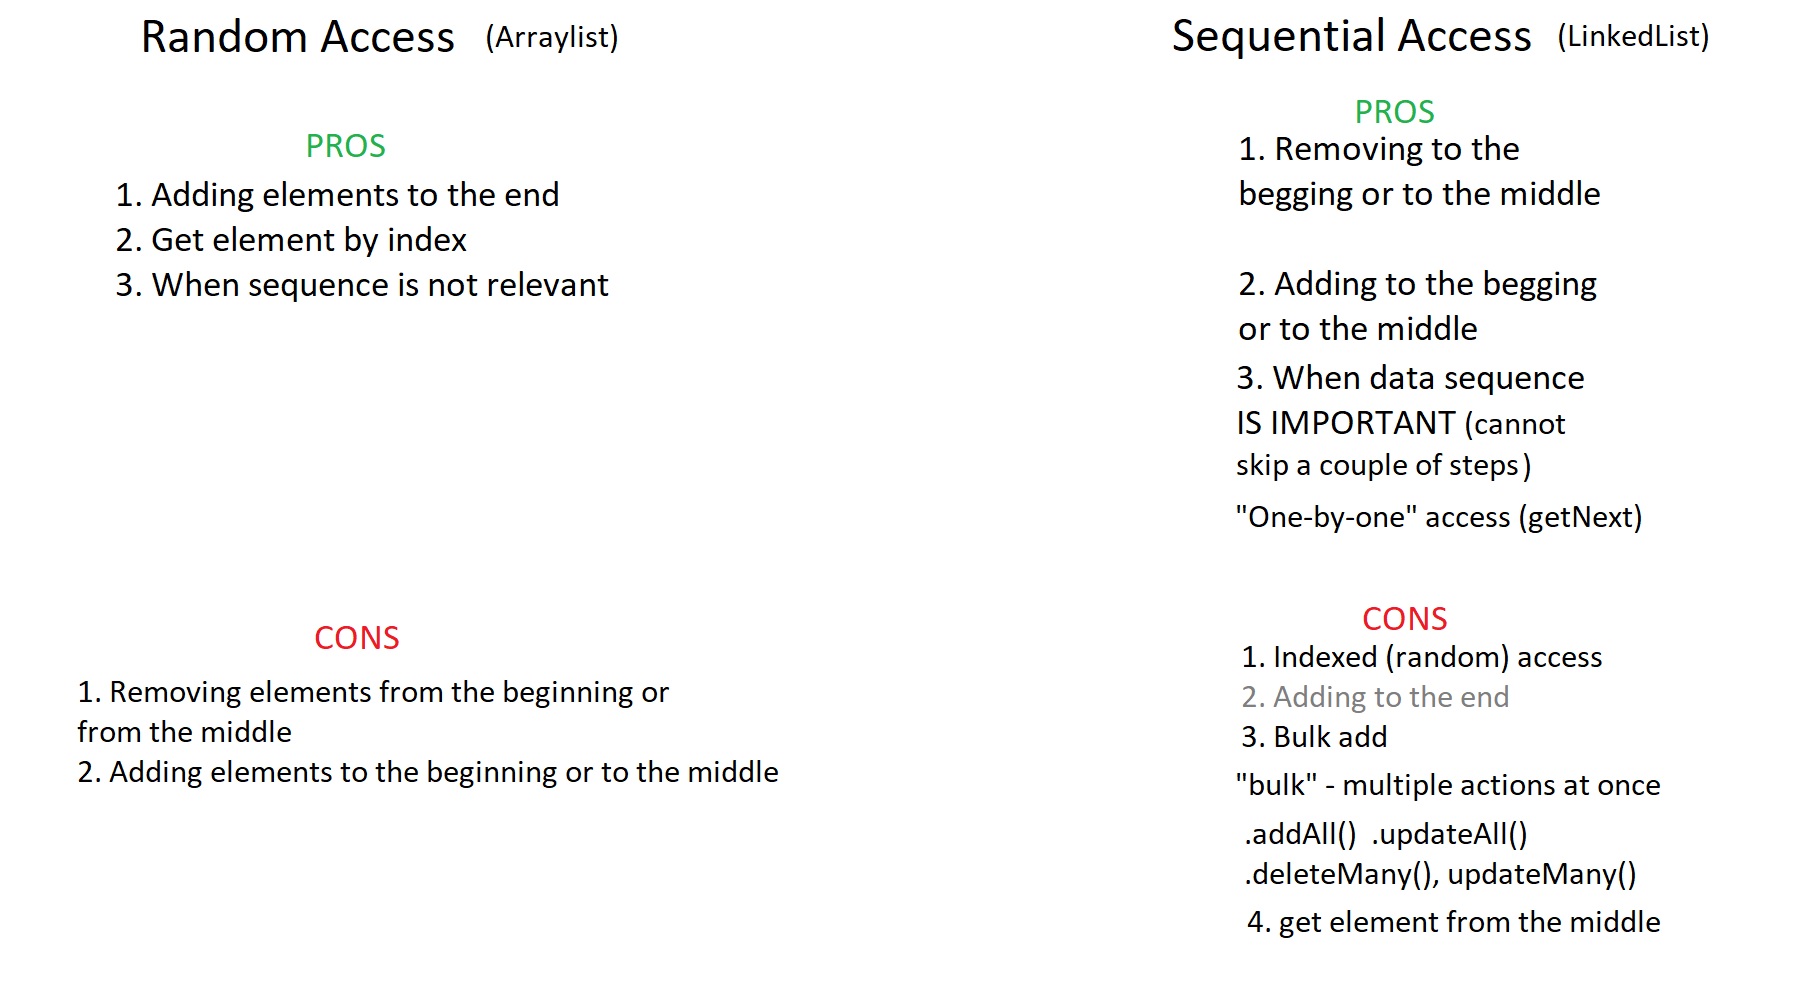 Random Access (Arraylist)
PROS
1. Adding elements to the end
2. Get element by index
3. When sequence is not relevant
CONS
1. Removing elements from the beginning or
from the middle
2. Adding elements to the beginning or to the middle
Sequential Access (LinkedList)
PROS
1. Removing to the
begging or to the middle
2. Adding to the begging
or to the middle
3. When data sequence
IS IMPORTANT (cannot
skip a couple of steps)
"One-by-one" access (getNext)
CONS
1. Indexed (random) access
2. Adding to the end
3. Bulk add
"bulk" - multiple actions at once
.addAll() .updateAll()
.deleteMany(), updateMany()
4. get element from the middle